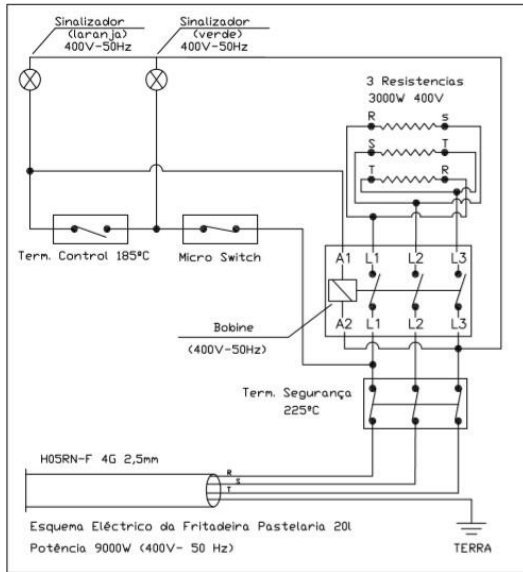 Sinalizador
(laranja)
400V-50Hz
Sinalizador
(verde)
400V-50Hz
3 Resistencias
3000W 400V
R
s
S
T
T
R
Term. Control 185ºC
Micro Switch
A1
L1
L2
L3
A2
L1
L2
L3
Bobine
(400V-50Hz)
Term. Segurança
225ºC
H05RN-F 4G 2,5mm
R
S
T
Esquema Eléctrico da Fritadeira Pastelaria 20l
Potência 9000W (400V- 50 Hz)
TERRA